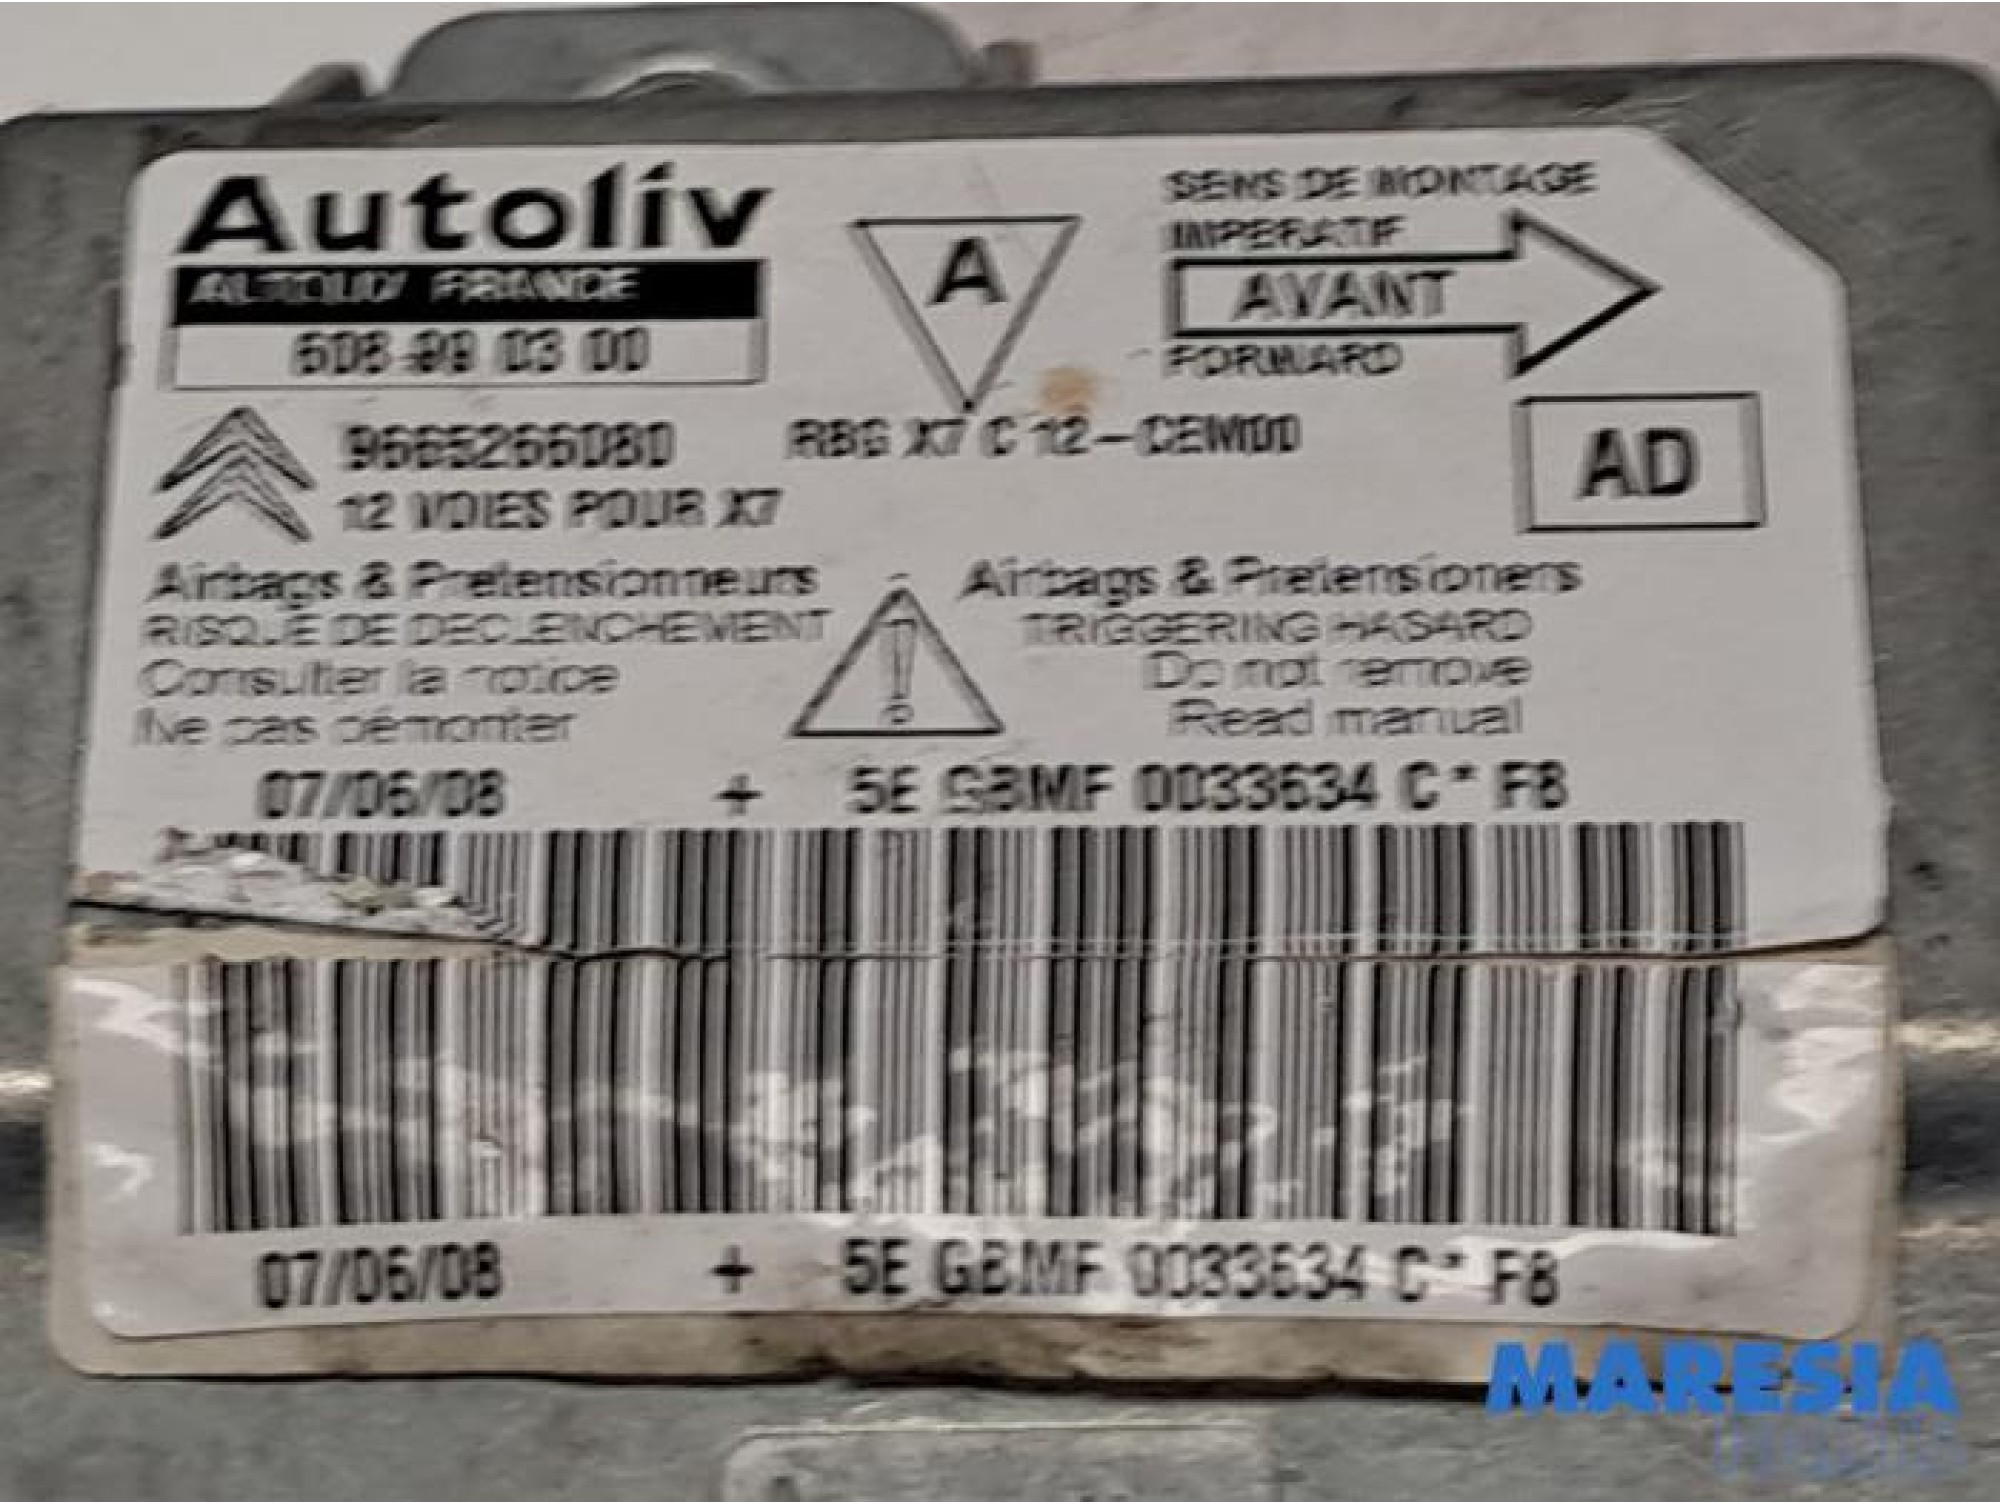 Autoliv
AUTOLIV FRANCE
608 99 03 00
A
SENS DE MONTAGE
IMPERATIF
AVANT
FORWARD
9665266080
RBG X7 C 12-CEM00
12 VOIES POUR X7
AD
Airbags & Pretensionneurs
RISQUE DE DECLENCHEMENT
Consulter la notice
Ne pas démonter
!
Airbags & Pretensioners
TRIGGERING HASARD
Do not remove
Read manual
07/06/08 + 5E GBMF 0033634 C* F8
07/06/08 + 5E GBMF 0033634 C* F8
MARESIA